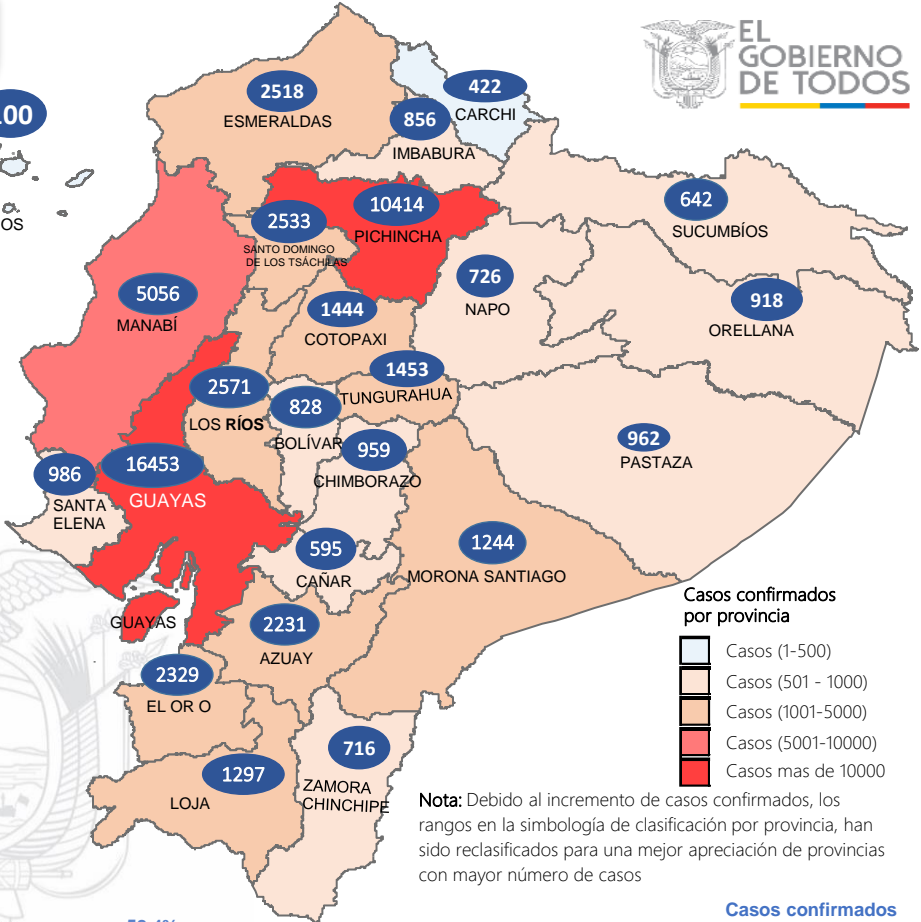 EL
GOBIERNO
DE TODOS
422
CARCHI
2518
ESMERALDAS
856
IMBABURA
.00
OS
10414
PICHINCHA
2533
SANTO DOMINGO
DE LOS TSÁCHILAS
642
SUCUMBÍOS
726
NAPO
918
ORELLANA
5056
MANABÍ
1444
COTOPAXI
1453
TUNGURAHUA
2571
LOS RÍOS
828
BOLÍVAR
959
CHIMBORAZO
962
PASTAZA
986
SANTA
ELENA
16453
GUAYAS
595
CAÑAR
1244
MORONA SANTIAGO
GUAYAS
2231
AZUAY
2329
EL OR O
1297
LOJA
716
ZAMORA
CHINCHIPE
Casos confirmados
por provincia
Casos (1-500)
Casos (501 - 1000)
Casos (1001-5000)
Casos (5001-10000)
Casos mas de 10000
Nota: Debido al incremento de casos confirmados, los
rangos en la simbología de clasificación por provincia, han
sido reclasificados para una mejor apreciación de provincias
con mayor número de casos
Casos confirmados